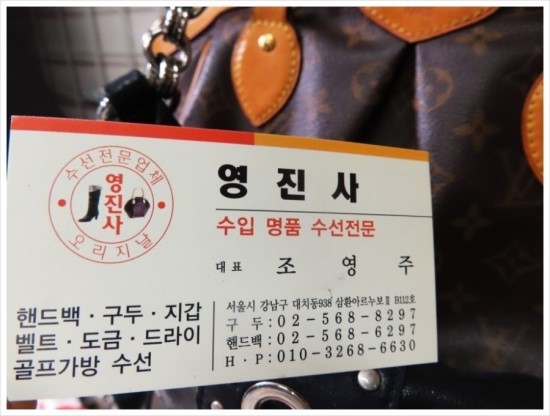 수선전문업체
영진사
오리지날
영진사
수입 명품 수선전문
대표 조영주
핸드백 · 구두 · 지갑
벨트 · 도금 · 드라이
골프가방 수선
서울시 강남구 대치동938 삼환아르누보Ⅱ B112호
구두 : 02-568-8297
핸드백 : 02-568-6297
H · P : 010-3268-6630